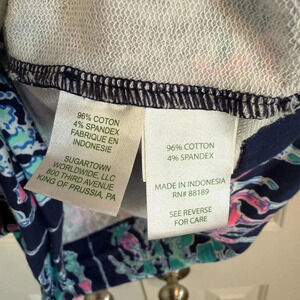 96% COTTON
4% SPANDEX
FABRIQUE EN
INDONESIE
SUGARTOWN
WORLDWIDE, LLC
800 THIRD AVENUE
KING OF PRUSSIA, PA
96% COTTON
4% SPANDEX
MADE IN INDONESIA
RN# 88189
SEE REVERSE
FOR CARE